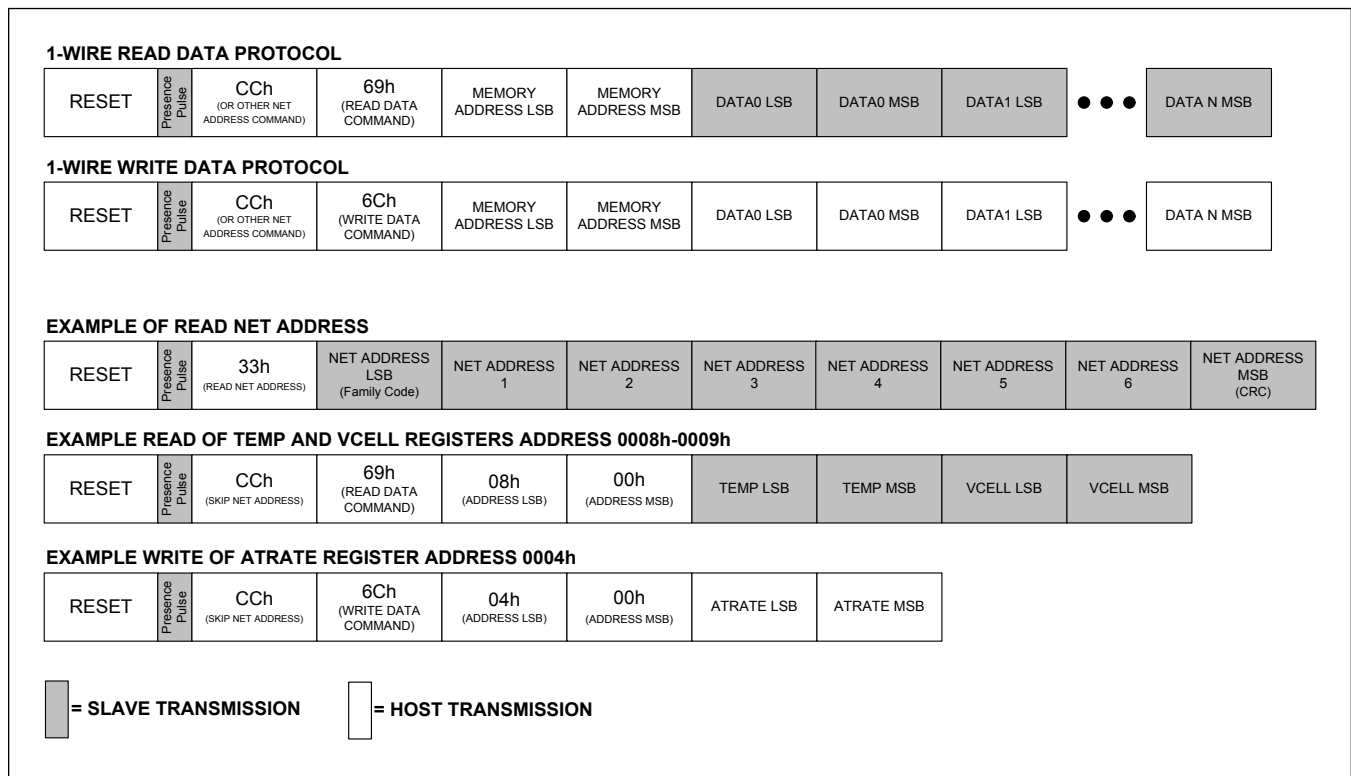 1-WIRE READ DATA PROTOCOL
RESET
Presence
Pulse
CCh
(OR OTHER NET
ADDRESS COMMAND)
69h
(READ DATA
COMMAND)
MEMORY
ADDRESS LSB
MEMORY
ADDRESS MSB
DATA0 LSB
DATA0 MSB
DATA1 LSB
● ● ●
DATA N MSB
1-WIRE WRITE DATA PROTOCOL
RESET
Presence
Pulse
CCh
(OR OTHER NET
ADDRESS COMMAND)
6Ch
(WRITE DATA
COMMAND)
MEMORY
ADDRESS LSB
MEMORY
ADDRESS MSB
DATA0 LSB
DATA0 MSB
DATA1 LSB
● ● ●
DATA N MSB
EXAMPLE OF READ NET ADDRESS
RESET
Presence
Pulse
33h
(READ NET ADDRESS)
NET ADDRESS
LSB
(Family Code)
NET ADDRESS
1
NET ADDRESS
2
NET ADDRESS
3
NET ADDRESS
4
NET ADDRESS
5
NET ADDRESS
6
NET ADDRESS
MSB
(CRC)
EXAMPLE READ OF TEMP AND VCELL REGISTERS ADDRESS 0008h-0009h
RESET
Presence
Pulse
CCh
(SKIP NET ADDRESS)
69h
(READ DATA
COMMAND)
08h
(ADDRESS LSB)
00h
(ADDRESS MSB)
TEMP LSB
TEMP MSB
VCELL LSB
VCELL MSB
EXAMPLE WRITE OF ATRATE REGISTER ADDRESS 0004h
RESET
Presence
Pulse
CCh
(SKIP NET ADDRESS)
6Ch
(WRITE DATA
COMMAND)
04h
(ADDRESS LSB)
00h
(ADDRESS MSB)
ATRATE LSB
ATRATE MSB
= SLAVE TRANSMISSION
= HOST TRANSMISSION